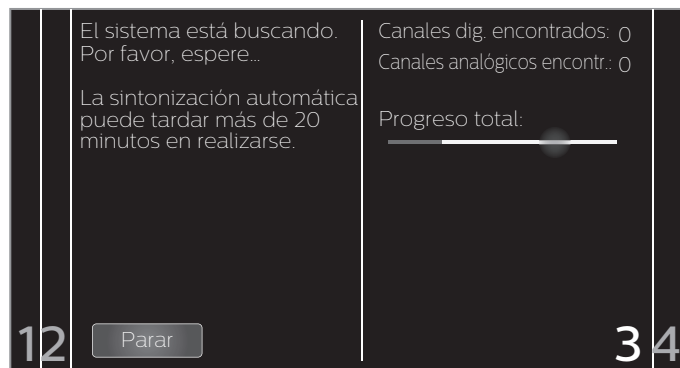 El sistema está buscando.
Por favor, espere...
La sintonización automática
puede tardar más de 20
minutos en realizarse.
Parar
Canales dig. encontrados: 0
Canales analógicos encontr.: 0
Progreso total:
1 2 3 4